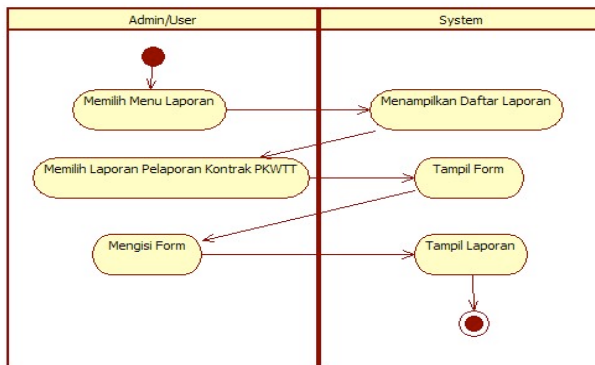 Admin/User
System
Memilih Menu Laporan
Menampilkan Daftar Laporan
Memilih Laporan Pelaporan Kontrak PKWTT
Tampil Form
Mengisi Form
Tampil Laporan